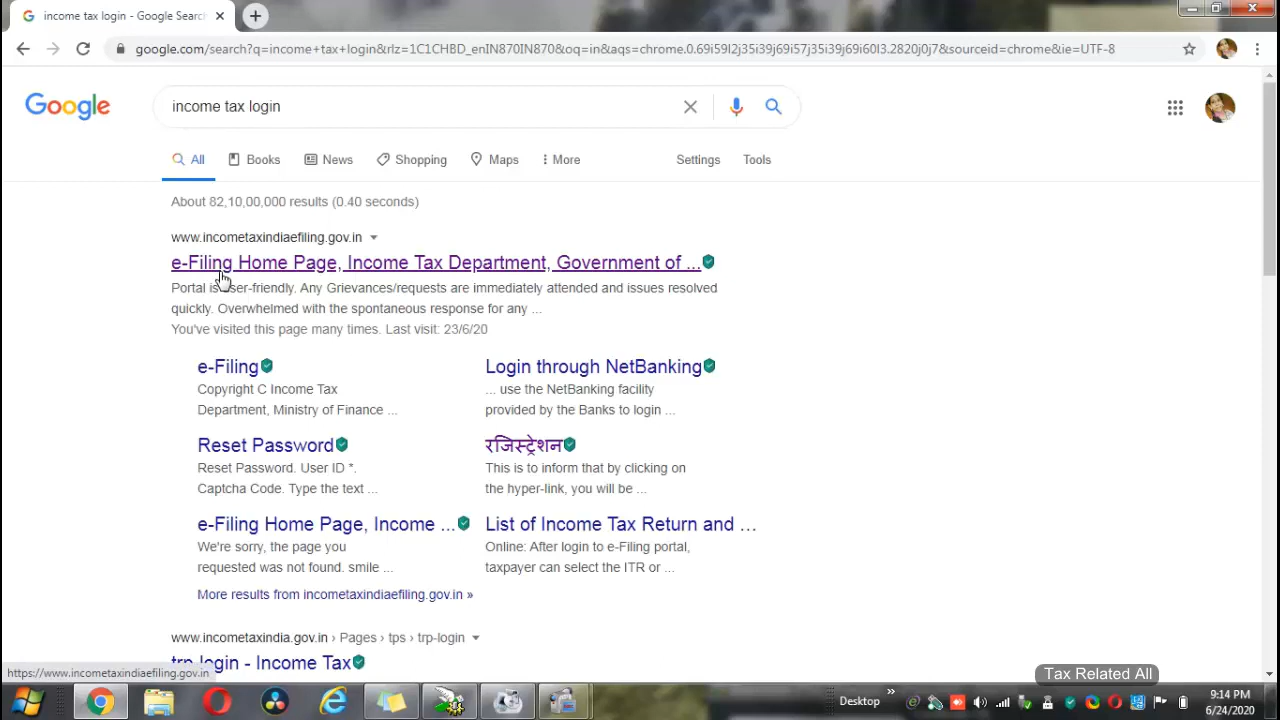 income tax login - Google Searc
google.com/search?q=income+tax+login&rlz=1C1CHBD_enIN870IN870&oq=in&aqs=chrome.0.69i59l2j35i39j69i57j35i39j69i60l3.2820j0j7&sourceid=chrome&ie=UTF-8
Google
income tax login
All Books News Shopping Maps More Settings Tools
About 82,10,00,000 results (0.40 seconds)
www.incometaxindiaefiling.gov.in
e-Filing Home Page, Income Tax Department, Government of ...
Portal is user-friendly. Any Grievances/requests are immediately attended and issues resolved
quickly. Overwhelmed with the spontaneous response for any ...
You've visited this page many times. Last visit: 23/6/20
e-Filing
Copyright C Income Tax
Department, Ministry of Finance ...
Login through NetBanking
... use the NetBanking facility
provided by the Banks to login ...
Reset Password
Reset Password. User ID *.
Captcha Code. Type the text ...
रजिस्ट्रेशन
This is to inform that by clicking on
the hyper-link, you will be ...
e-Filing Home Page, Income ...
We're sorry, the page you
requested was not found. smile ...
List of Income Tax Return and ...
Online: After login to e-Filing portal,
taxpayer can select the ITR or ...
More results from incometaxindiaefiling.gov.in »
www.incometaxindia.gov.in › Pages › tps › trp-login
trp login - Income Tax
https://www.incometaxindiaefiling.gov.in
Tax Related All
Desktop
9:14 PM
6/24/2020